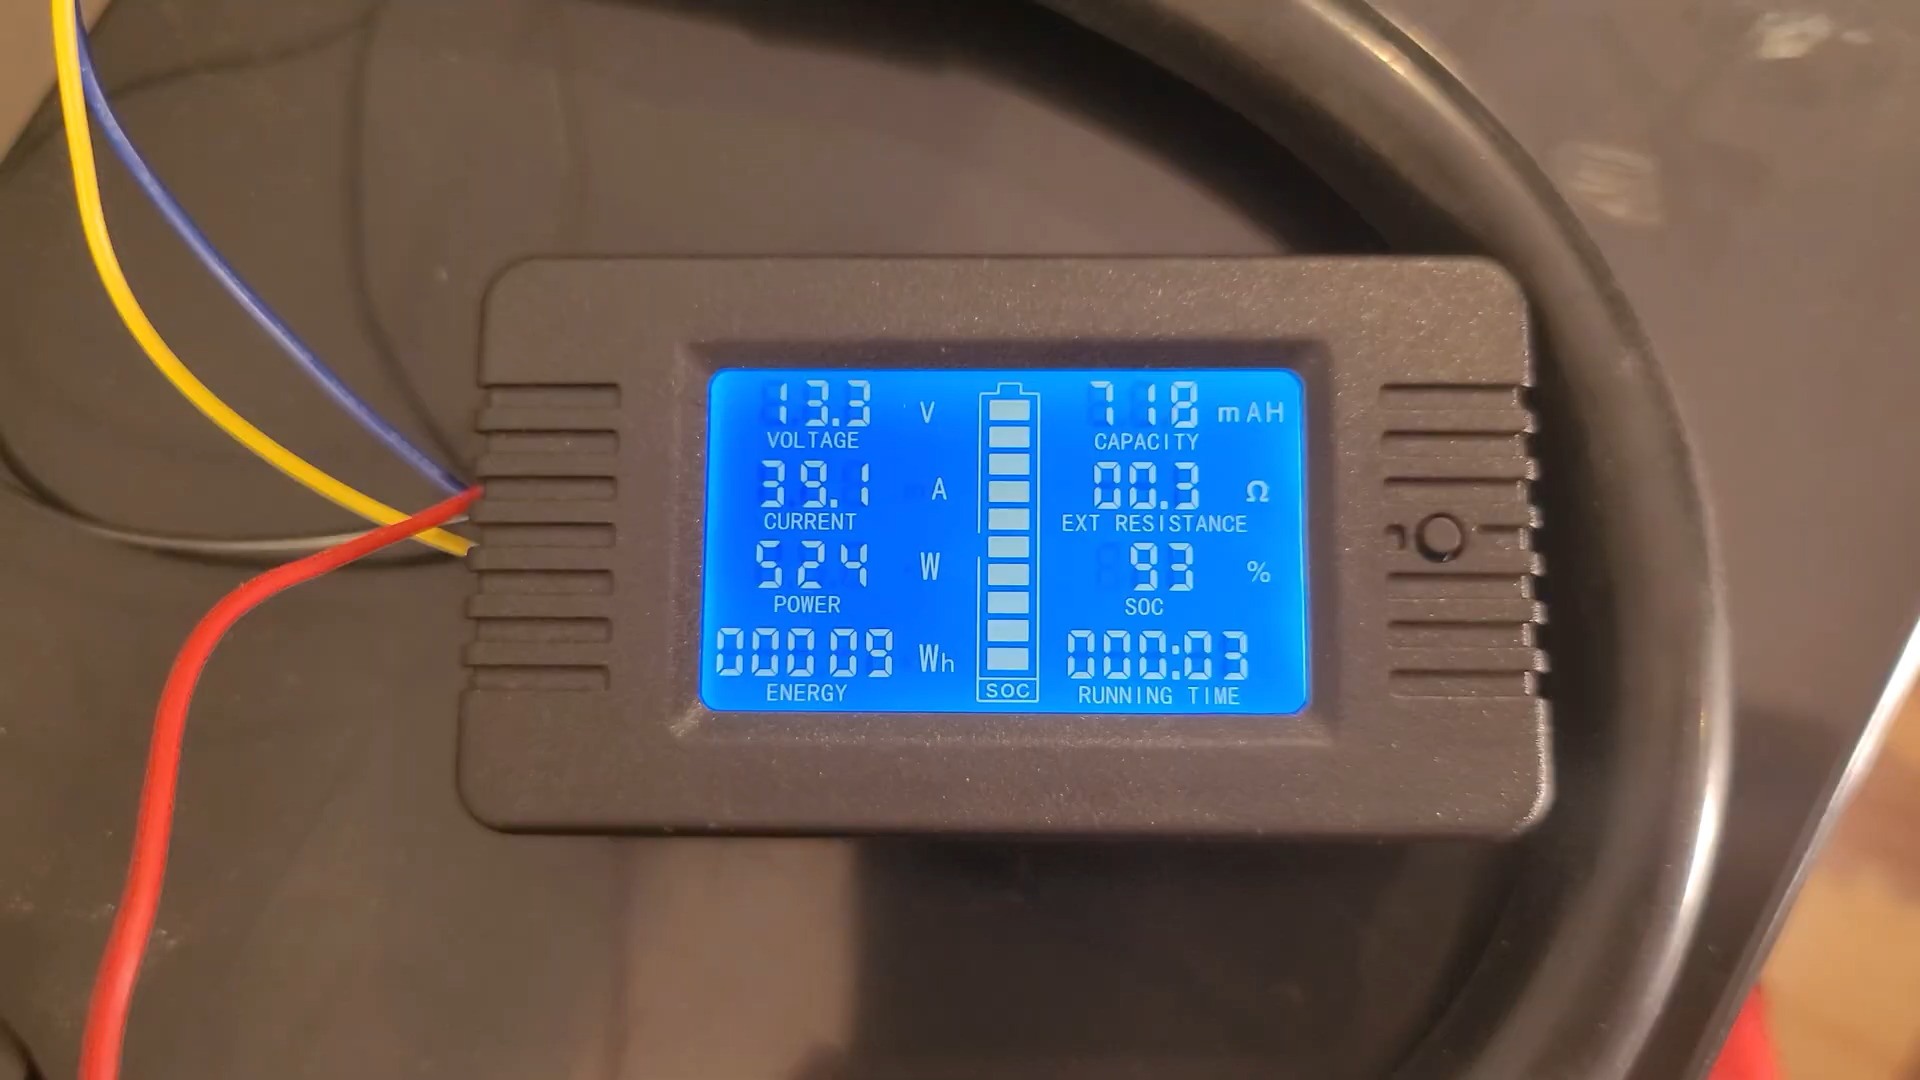 13.3 V
VOLTAGE
39.1 A
CURRENT
524 W
POWER
00009 Wh
ENERGY
SOC
718 mAH
CAPACITY
00.3 Ω
EXT RESISTANCE
93 %
SOC
000:03
RUNNING TIME